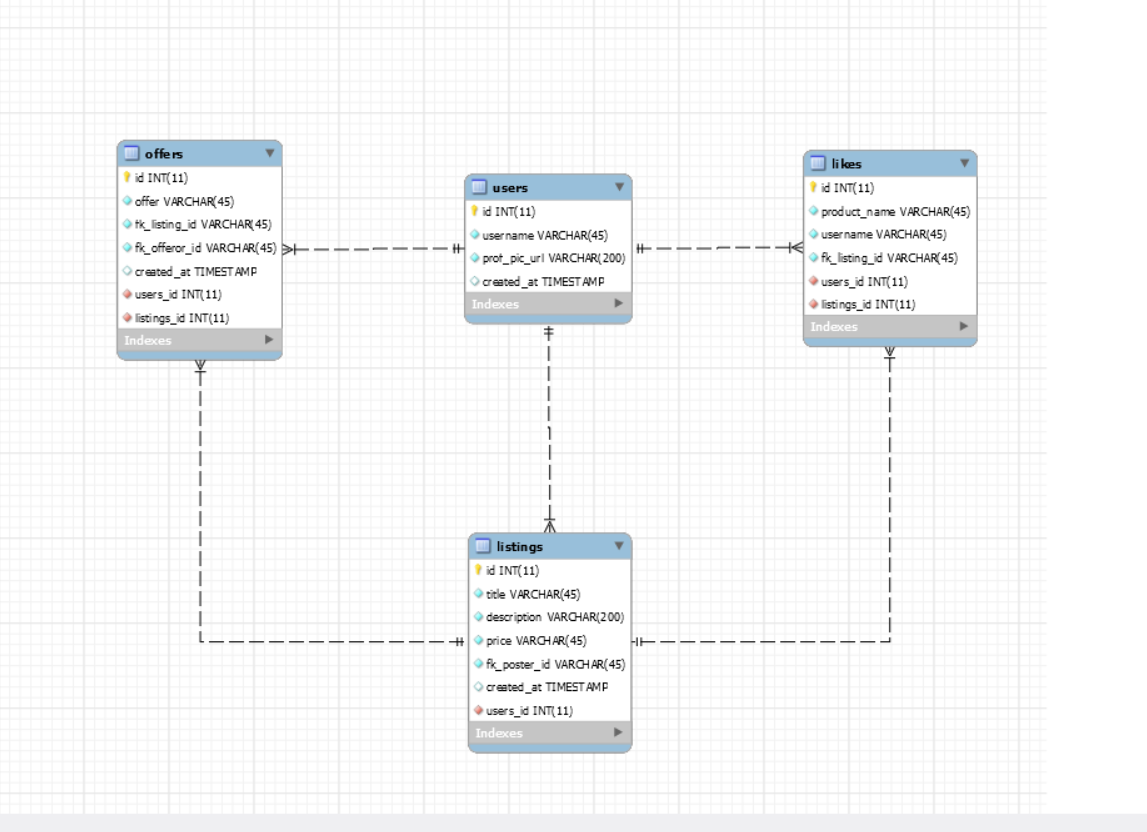 offers
id INT(11)
offer VARCHAR(45)
fk_listing_id VARCHAR(45)
fk_offeror_id VARCHAR(45)
created_at TIMESTAMP
users_id INT(11)
listings_id INT(11)
Indexes
users
id INT(11)
username VARCHAR(45)
prof_pic_url VARCHAR(200)
created_at TIMESTAMP
Indexes
likes
id INT(11)
product_name VARCHAR(45)
username VARCHAR(45)
fk_listing_id VARCHAR(45)
users_id INT(11)
listings_id INT(11)
Indexes
listings
id INT(11)
title VARCHAR(45)
description VARCHAR(200)
price VARCHAR(45)
fk_poster_id VARCHAR(45)
created_at TIMESTAMP
users_id INT(11)
Indexes